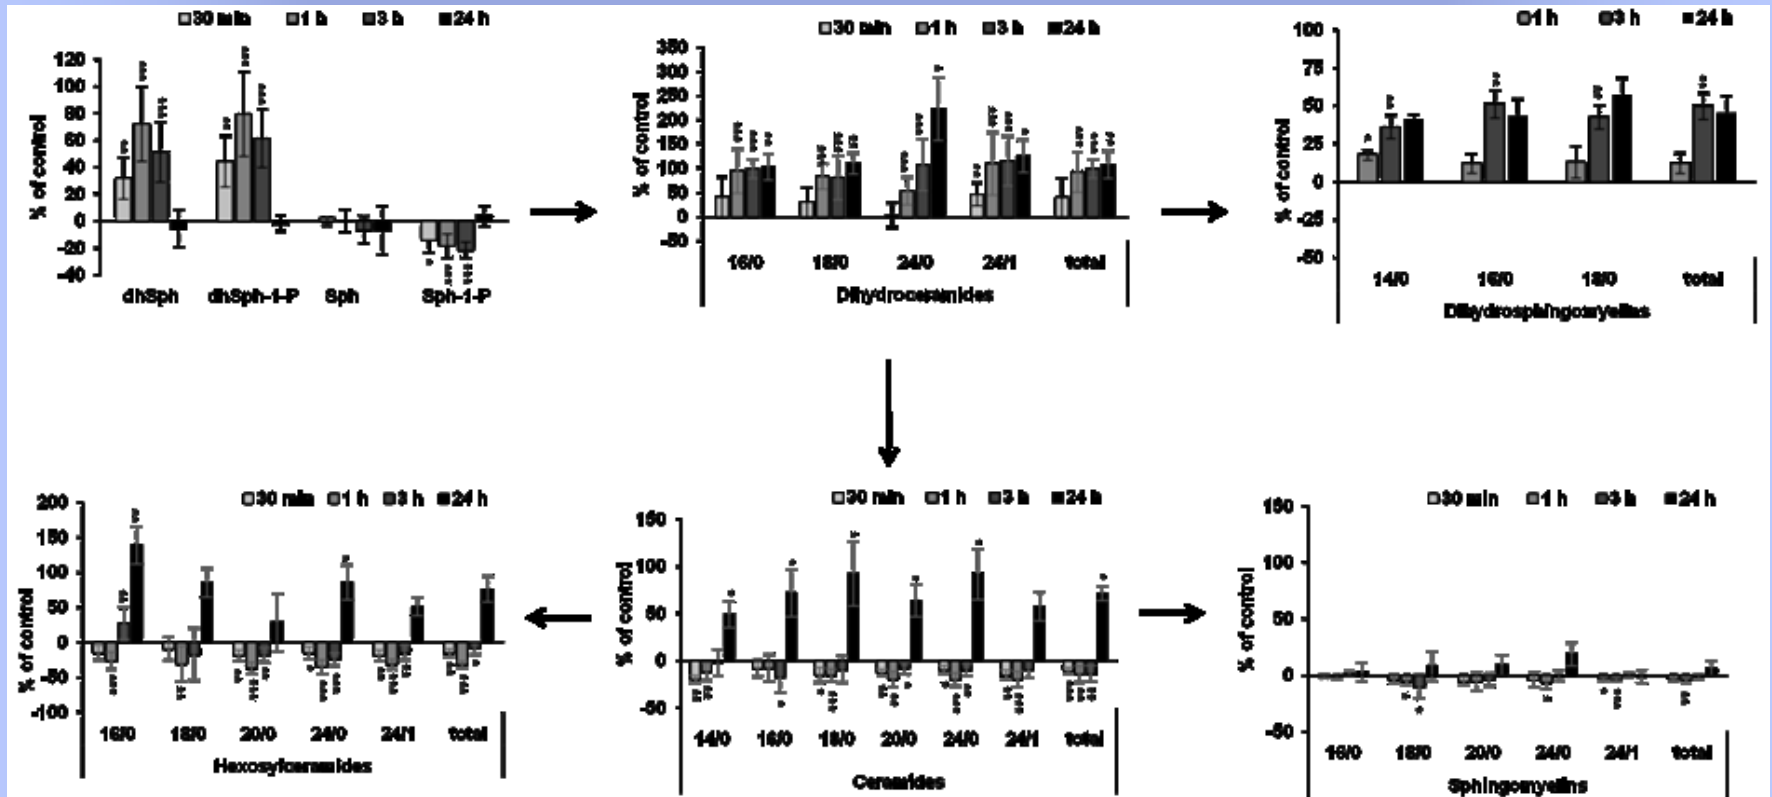 30 min 1 h 3 h 24 h
% of control
120
100
80
60
40
20
0
-20
-40
dhSph dhSph-1-P Sph Sph-1-P
30 min 1 h 3 h 24 h
% of control
350
300
250
200
150
100
50
0
-50
16/0 18/0 24/0 24/1 total
Dihydroceramides
1 h 3 h 24 h
% of control
100
75
50
25
0
-25
-50
14/0 16/0 18/0 total
Dihydrosphingomyelins
30 min 1 h 3 h 24 h
% of control
200
150
100
50
0
-50
-100
16/0 18/0 20/0 24/0 24/1 total
Hexosylceramides
30 min 1 h 3 h 24 h
% of control
150
100
50
0
-50
14/0 16/0 18/0 20/0 24/0 24/1 total
Ceramides
30 min 1 h 3 h 24 h
% of control
150
100
50
0
-50
16/0 18/0 20/0 24/0 24/1 total
Sphingomyelins